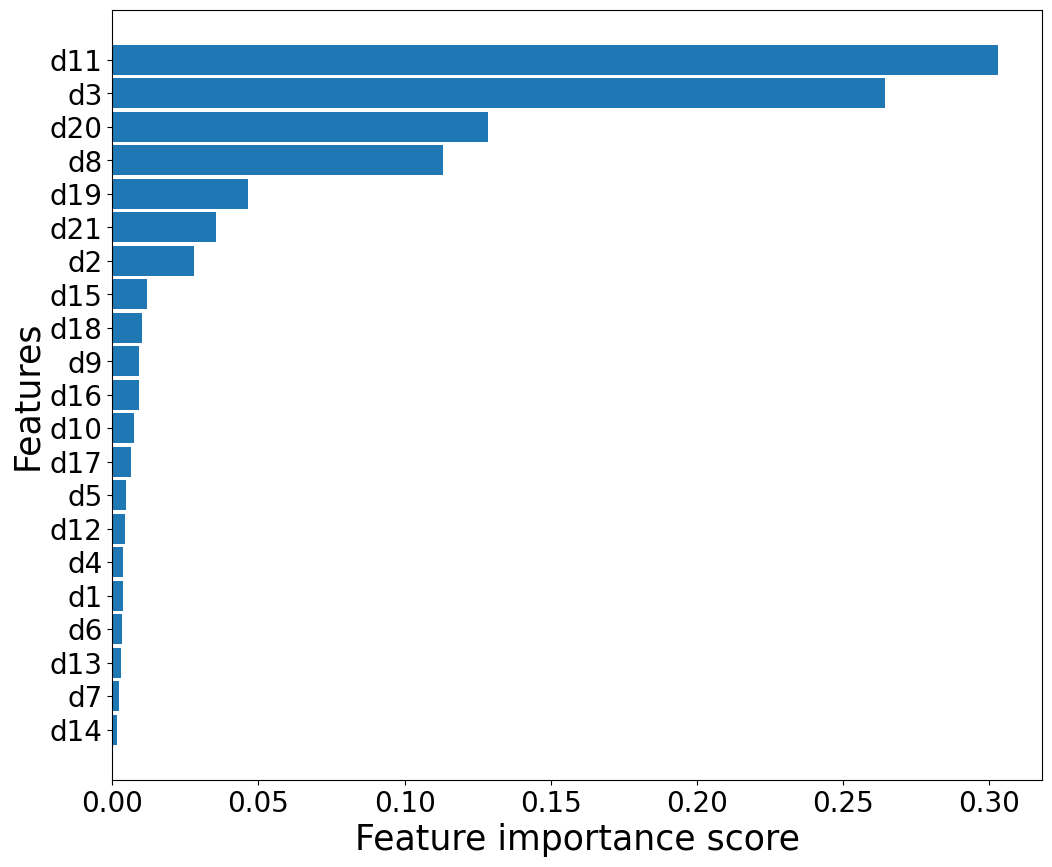 d11
d3
d20
d8
d19
d21
d2
d15
d18
d9
d16
d10
d17
d5
d12
d4
d1
d6
d13
d7
d14
Features
0.00 0.05 0.10 0.15 0.20 0.25 0.30
Feature importance score